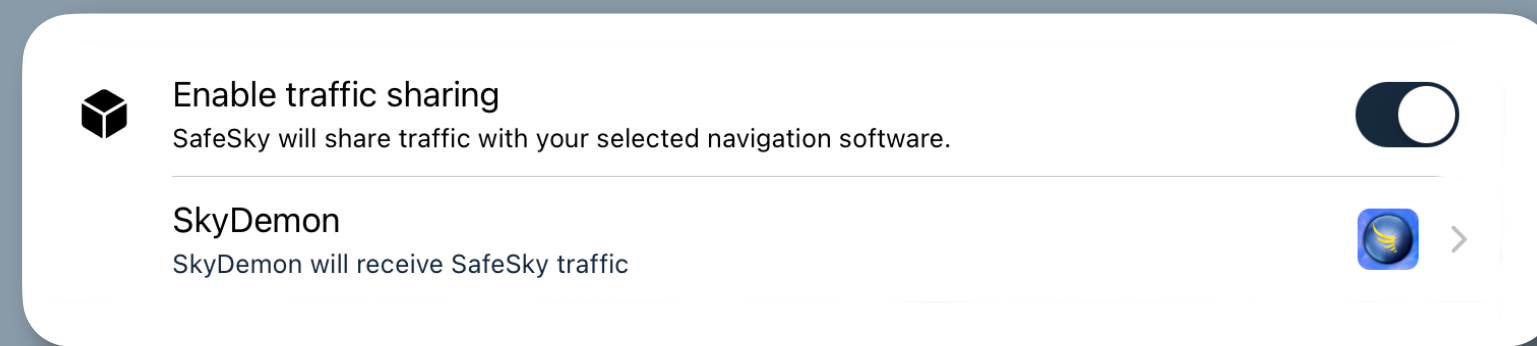 Enable traffic sharing
SafeSky will share traffic with your selected navigation software.
SkyDemon
SkyDemon will receive SafeSky traffic